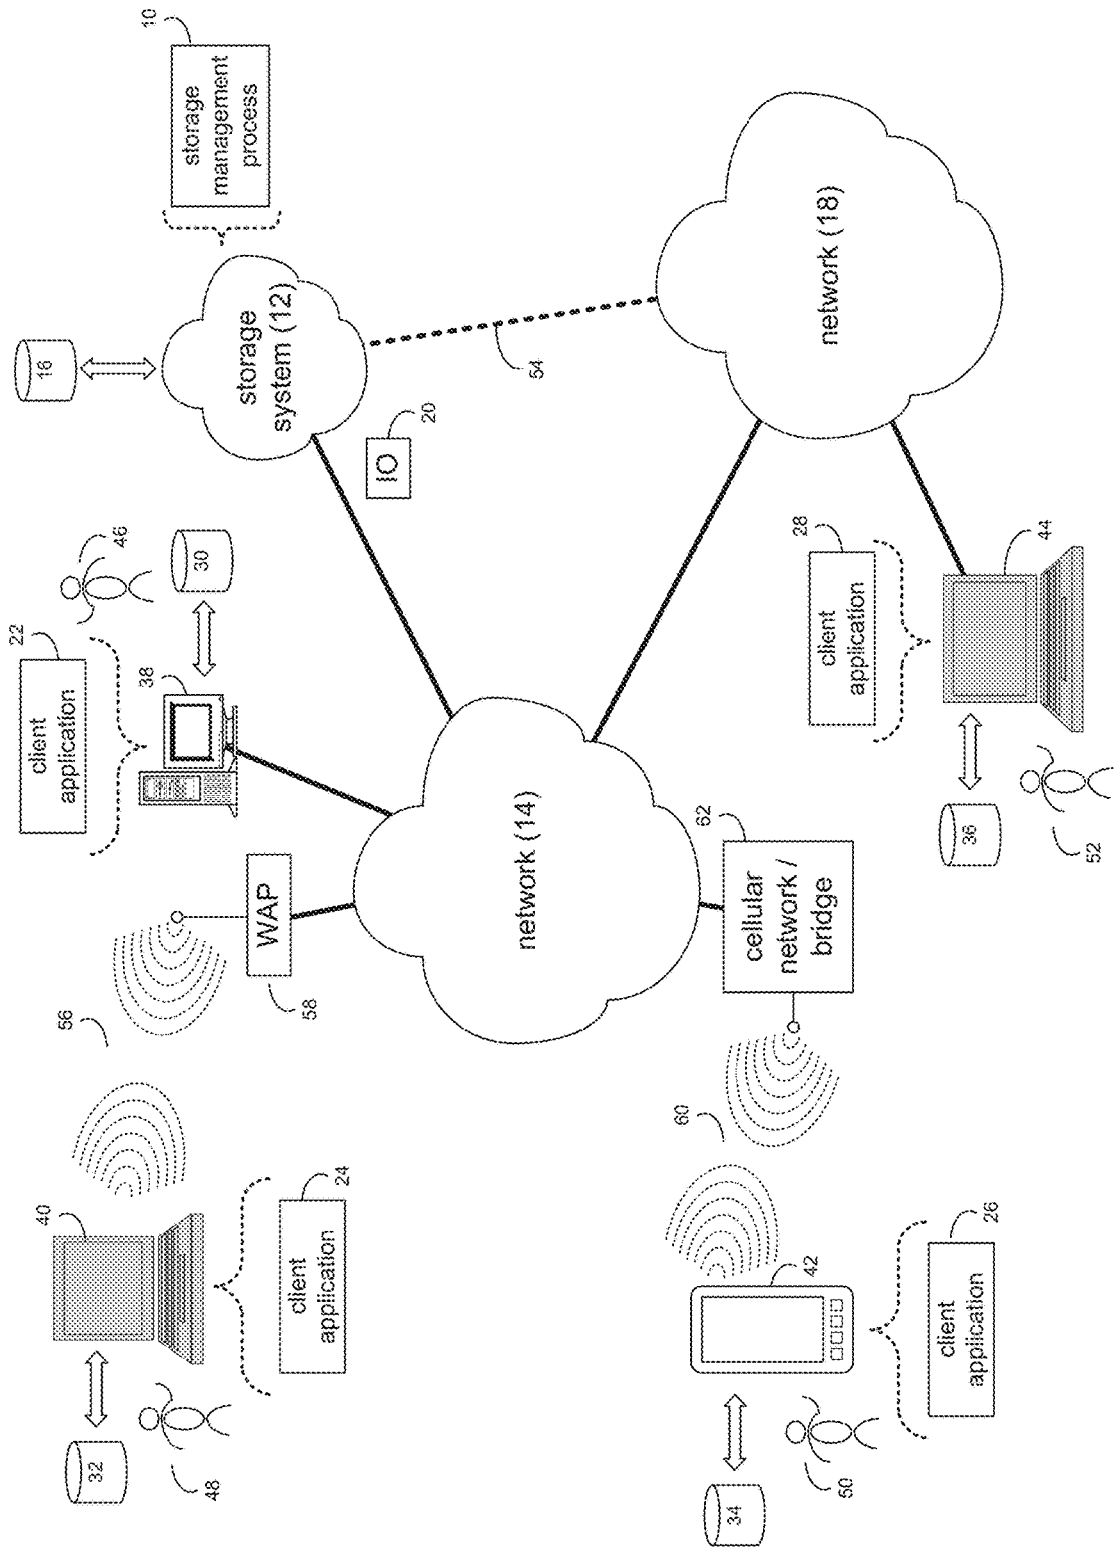 10
storage
management
process
16
storage
system (12)
54
IO
20
network (18)
46
30
22
client
application
38
28
client
application
44
36
52
network (14)
WAP
58
56
62
cellular
network /
bridge
60
40
24
client
application
32
48
42
26
client
application
34
50